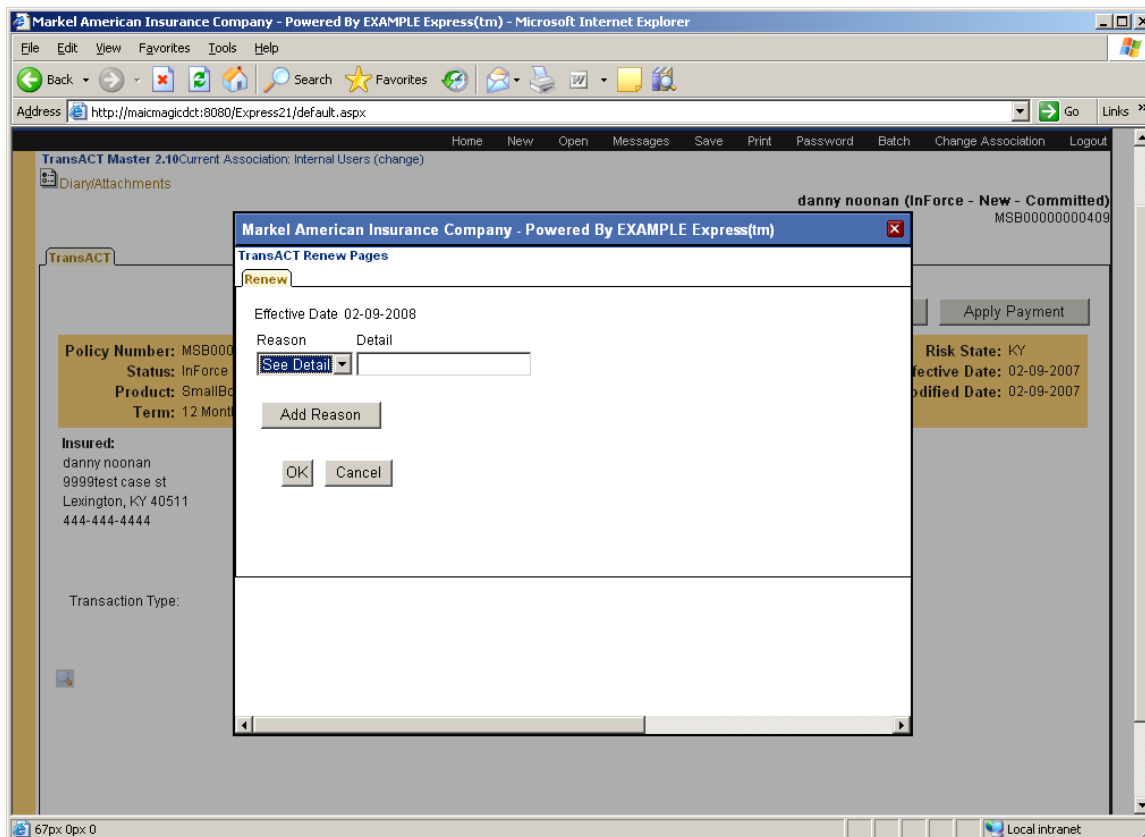 Markel American Insurance Company - Powered By EXAMPLE Express(tm) - Microsoft Internet Explorer
File Edit View Favorites Tools Help
Back Search Favorites
Address http://maicmagicdct:8080/Express21/default.aspx Go Links »
Home New Open Messages Save Print Password Batch Change Association Logout
TransACT Master 2.10Current Association: Internal Users (change)
Diary/Attachments
danny noonan (InForce - New - Committed)
MSB00000000409
Markel American Insurance Company - Powered By EXAMPLE Express(tm)
TransACT
TransACT Renew Pages
Renew
Effective Date 02-09-2008
Apply Payment
Reason Detail
See Detail
Policy Number: MSB000
Risk State: KY
Status: InForce
fective Date: 02-09-2007
Product: SmallBo
odified Date: 02-09-2007
Term: 12 Mont
Add Reason
Insured:
danny noonan
9999test case st
Lexington, KY 40511
444-444-4444
OK Cancel
Transaction Type:
67px 0px 0
Local intranet